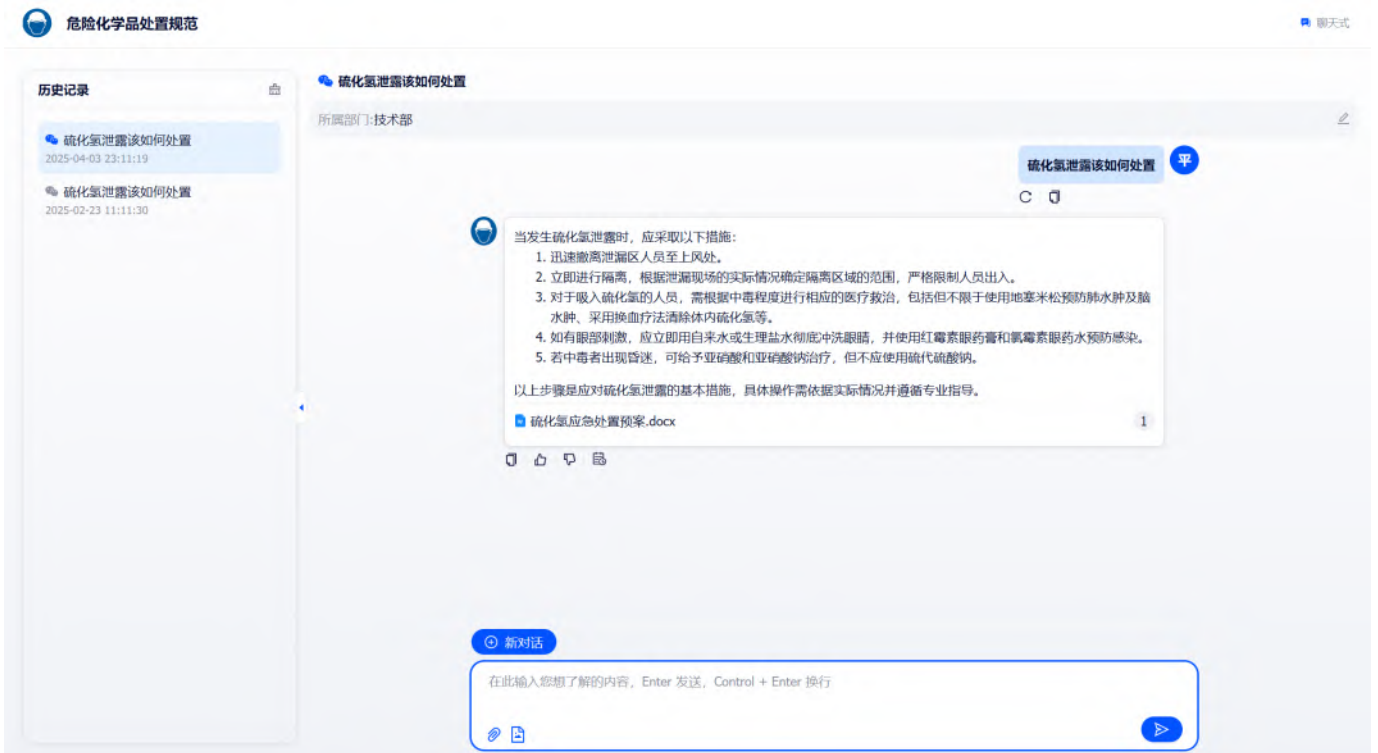 危险化学品处置规范
聊天式
历史记录
硫化氢泄露该如何处置
2025-04-03 23:11:19
硫化氢泄露该如何处置
2025-02-23 11:11:30
硫化氢泄露该如何处置
所属部门:技术部
硫化氢泄露该如何处置
平
当发生硫化氢泄露时，应采取以下措施：
1. 迅速撤离泄漏区人员至上风处。
2. 立即进行隔离，根据泄漏现场的实际情况确定隔离区域的范围，严格限制人员出入。
3. 对于吸入硫化氢的人员，需根据中毒程度进行相应的医疗救治，包括但不限于使用地塞米松预防肺水肿及脑
水肿、采用换血疗法清除体内硫化氢等。
4. 如有眼部刺激，应立即用自来水或生理盐水彻底冲洗眼睛，并使用红霉素眼药膏和氯霉素眼药水预防感染。
5. 若中毒者出现昏迷，可给予亚硝酸和亚硝酸钠治疗，但不应使用硫代硫酸钠。
以上步骤是应对硫化氢泄露的基本措施，具体操作需依据实际情况并遵循专业指导。
硫化氢应急处置预案.docx
1
新对话
在此输入您想了解的内容，Enter 发送，Control + Enter 换行